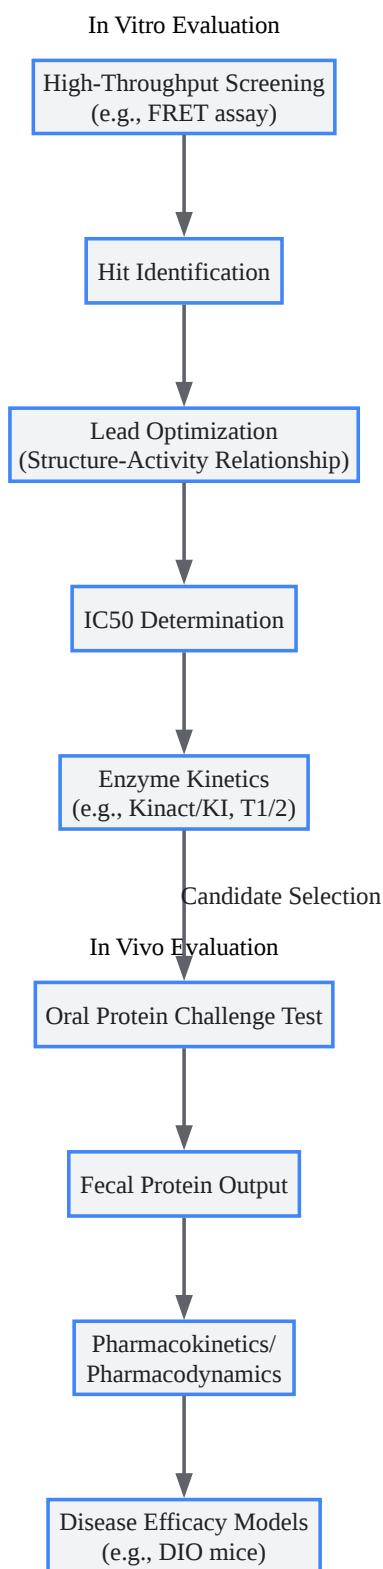 In Vitro Evaluation
High-Throughput Screening
(e.g., FRET assay)
Hit Identification
Lead Optimization
(Structure-Activity Relationship)
IC50 Determination
Enzyme Kinetics
(e.g., Kinact/KI, T1/2)
Candidate Selection
In Vivo Evaluation
Oral Protein Challenge Test
Fecal Protein Output
Pharmacokinetics/
Pharmacodynamics
Disease Efficacy Models
(e.g., DIO mice)